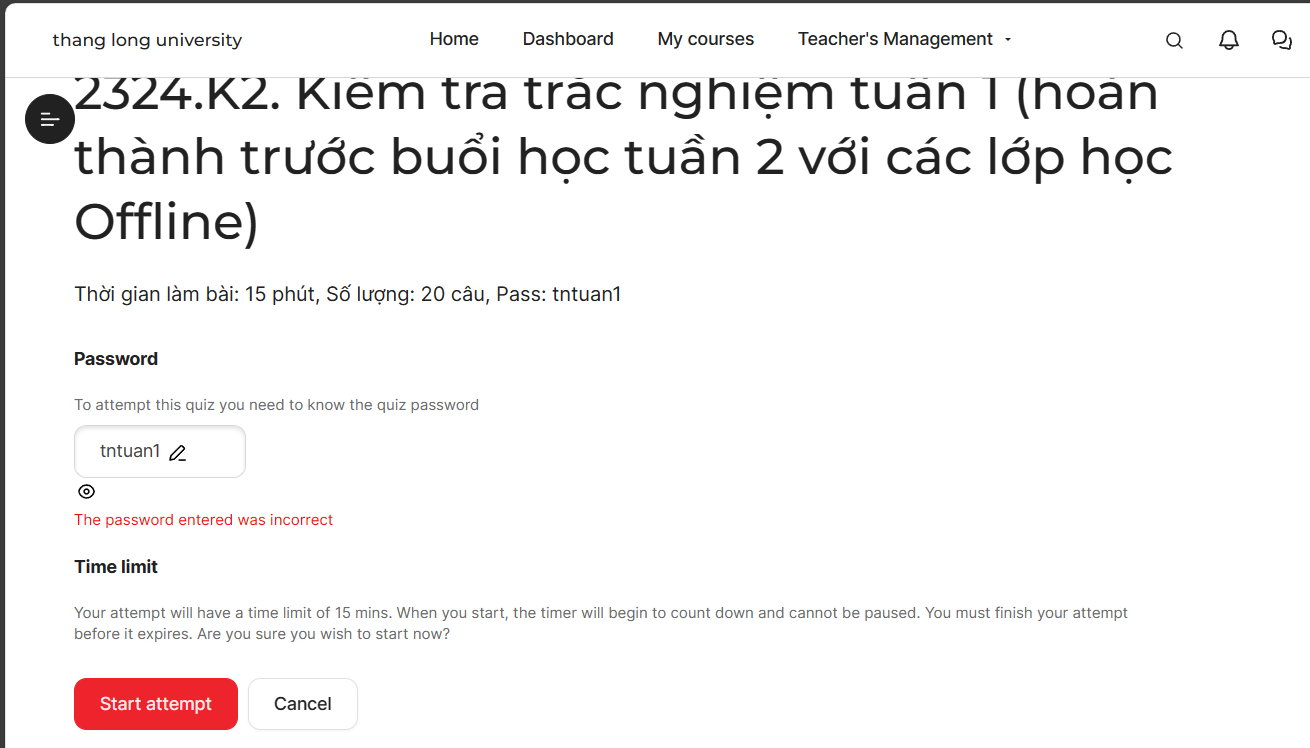 thang long university
Home Dashboard My courses Teacher's Management
2324.K2. Kiểm tra trắc nghiệm tuần 1 (hoàn
thành trước buổi học tuần 2 với các lớp học
Offline)
Thời gian làm bài: 15 phút, Số lượng: 20 câu, Pass: tntuan1
Password
To attempt this quiz you need to know the quiz password
tntuan1
The password entered was incorrect
Time limit
Your attempt will have a time limit of 15 mins. When you start, the timer will begin to count down and cannot be paused. You must finish your attempt
before it expires. Are you sure you wish to start now?
Start attempt Cancel